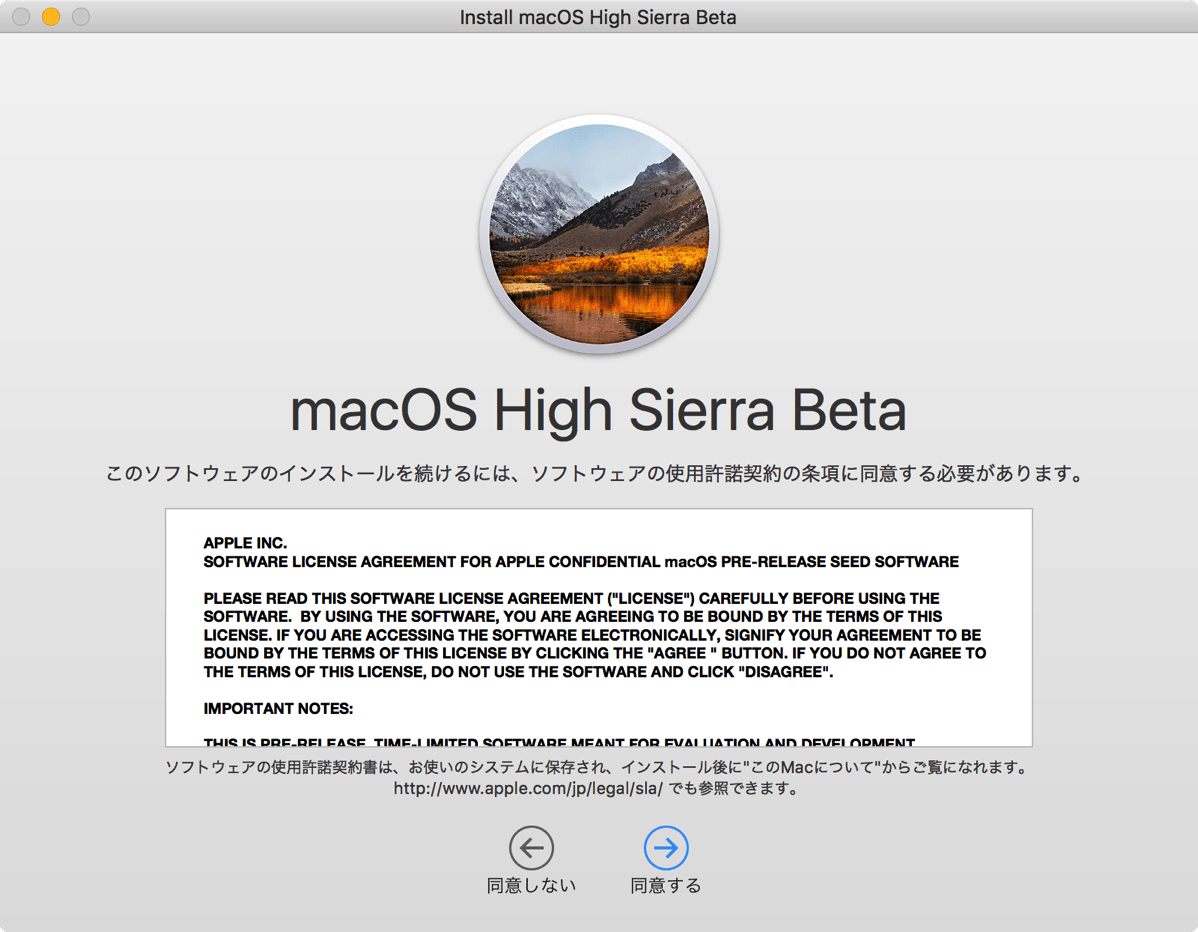 Install macOS High Sierra Beta
macOS High Sierra Beta
このソフトウェアのインストールを続けるには、ソフトウェアの使用許諾契約の条項に同意する必要があります。
APPLE INC.
SOFTWARE LICENSE AGREEMENT FOR APPLE CONFIDENTIAL macOS PRE-RELEASE SEED SOFTWARE
PLEASE READ THIS SOFTWARE LICENSE AGREEMENT ("LICENSE") CAREFULLY BEFORE USING THE
SOFTWARE.  BY USING THE SOFTWARE, YOU ARE AGREEING TO BE BOUND BY THE TERMS OF THIS
LICENSE. IF YOU ARE ACCESSING THE SOFTWARE ELECTRONICALLY, SIGNIFY YOUR AGREEMENT TO BE
BOUND BY THE TERMS OF THIS LICENSE BY CLICKING THE "AGREE " BUTTON. IF YOU DO NOT AGREE TO
THE TERMS OF THIS LICENSE, DO NOT USE THE SOFTWARE AND CLICK "DISAGREE".
IMPORTANT NOTES:
THIS IS PRE-RELEASE, TIME-LIMITED SOFTWARE MEANT FOR EVALUATION AND DEVELOPMENT
ソフトウェアの使用許諾契約書は、お使いのシステムに保存され、インストール後に"このMacについて"からご覧になれます。
http://www.apple.com/jp/legal/sla/ でも参照できます。
同意しない
同意する